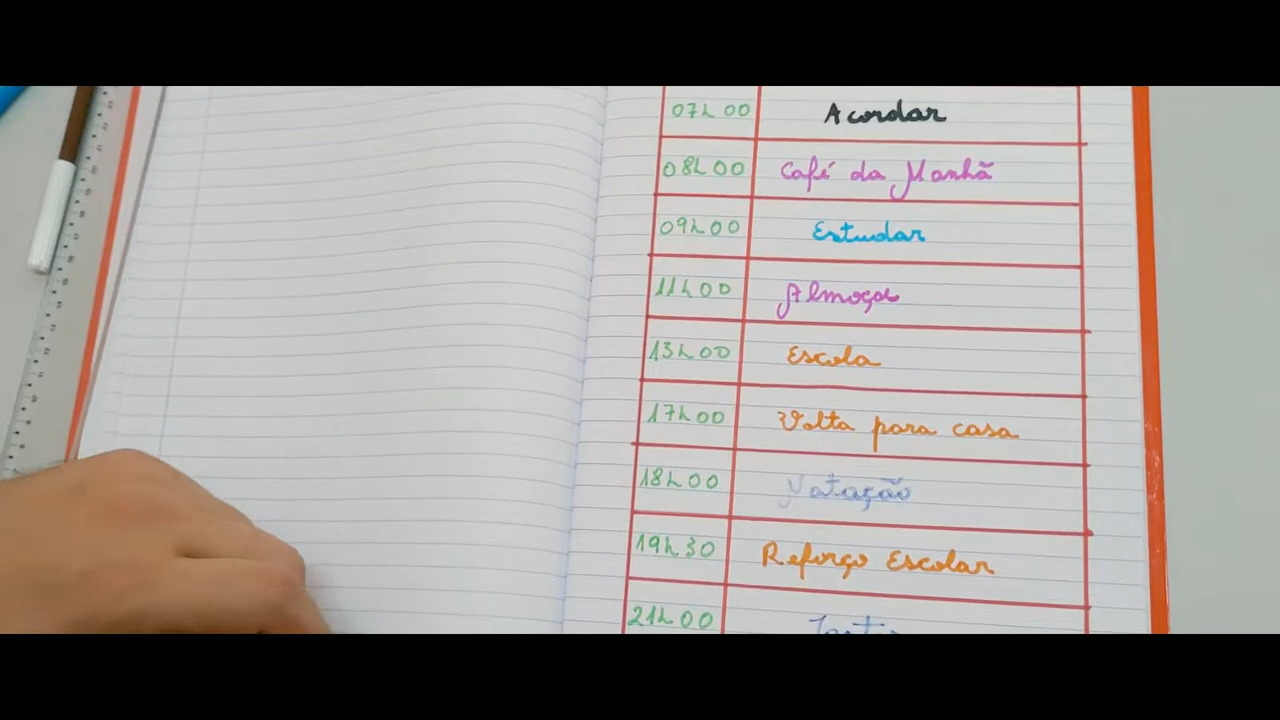 07h00 Acordar
08h00 Café da Manhã
09h00 Estudar
11h00 Almoço
13h00 Escola
17h00 Volta para casa
18h00 Natação
19h30 Reforço Escolar
21h00